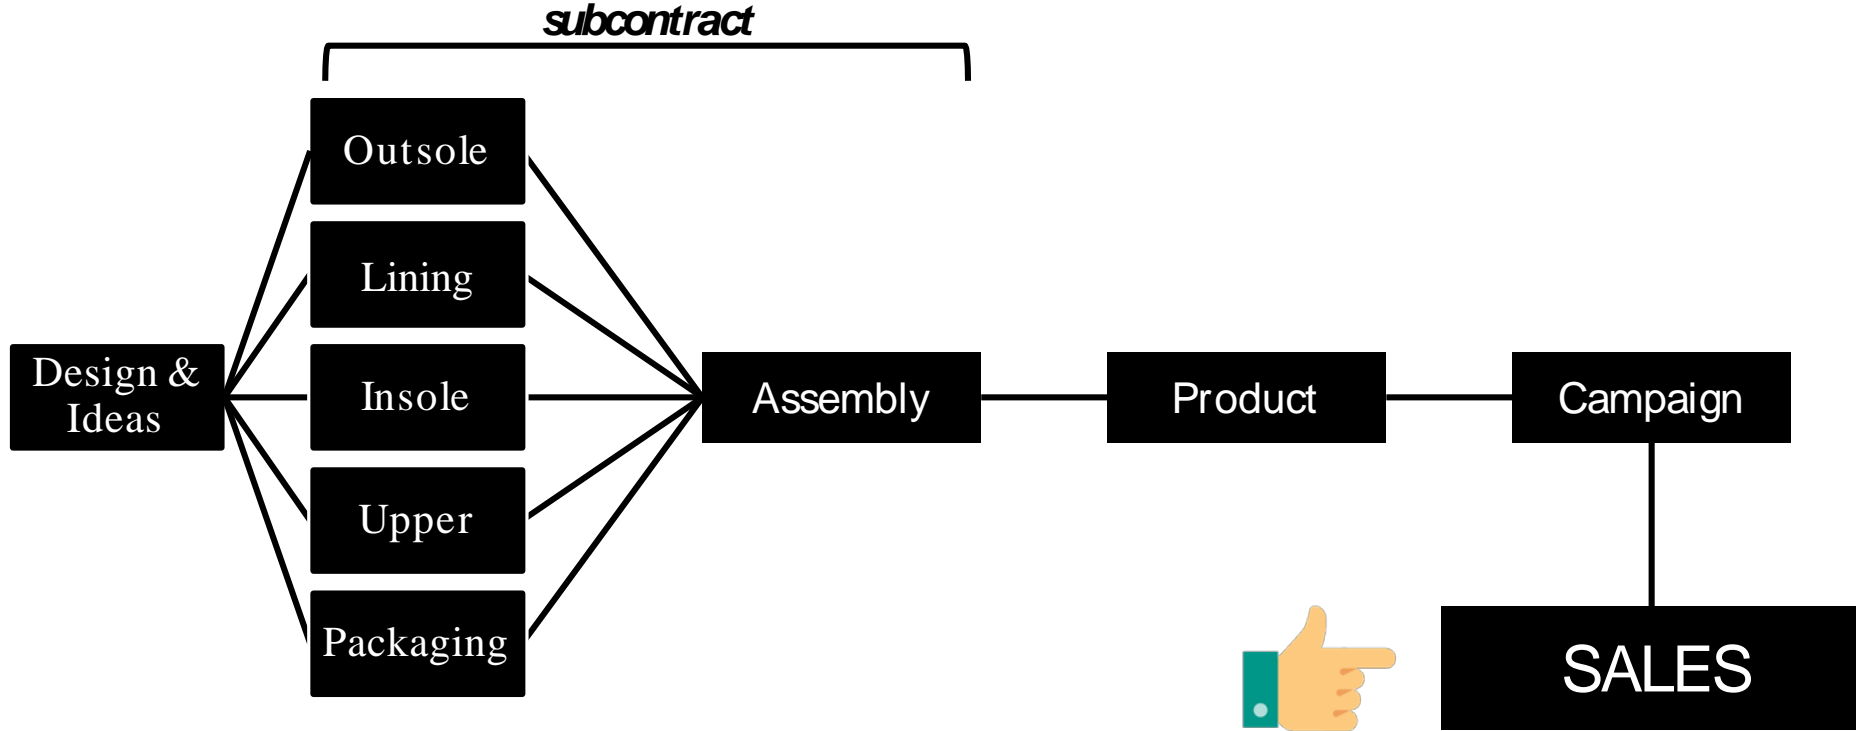 subcontract
Outsole
Lining
Design &
Ideas
Insole
Upper
Packaging
Assembly
Product
Campaign
SALES